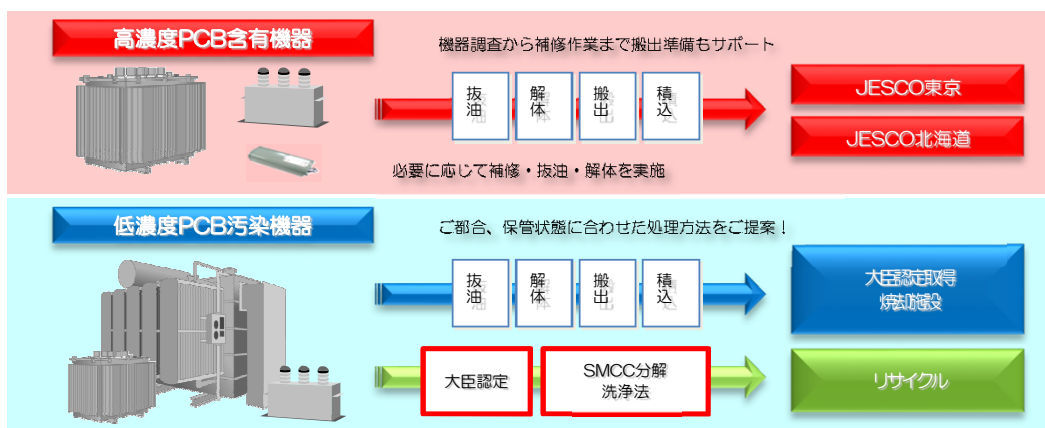 高濃度PCB含有機器
機器調査から補修作業まで搬出準備もサポート
抜油
解体
搬出
積込
JESCO東京
JESCO北海道
必要に応じて補修・抜油・解体を実施
低濃度PCB汚染機器
ご都合、保管状態に合わせた処理方法をご提案！
抜油
解体
搬出
積込
大臣認定取得
焼却施設
大臣認定
SMCC分解
洗浄法
リサイクル